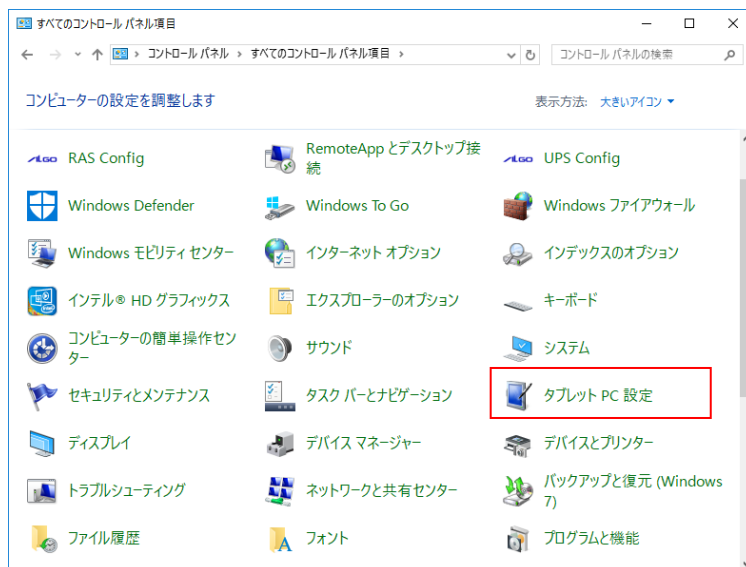 すべてのコントロール パネル項目
コントロール パネル › すべてのコントロール パネル項目 ›
コントロール パネルの検索
コンピューターの設定を調整します
表示方法: 大きいアイコン
ALGO RAS Config
RemoteApp とデスクトップ接
続
ALGO UPS Config
Windows Defender
Windows To Go
Windows ファイアウォール
Windows モビリティ センター
インターネット オプション
インデックスのオプション
インテル® HD グラフィックス
エクスプローラーのオプション
キーボード
コンピューターの簡単操作セン
ター
サウンド
システム
セキュリティとメンテナンス
タスク バーとナビゲーション
タブレット PC 設定
ディスプレイ
デバイス マネージャー
デバイスとプリンター
トラブルシューティング
ネットワークと共有センター
バックアップと復元 (Windows
7)
ファイル履歴
フォント
プログラムと機能